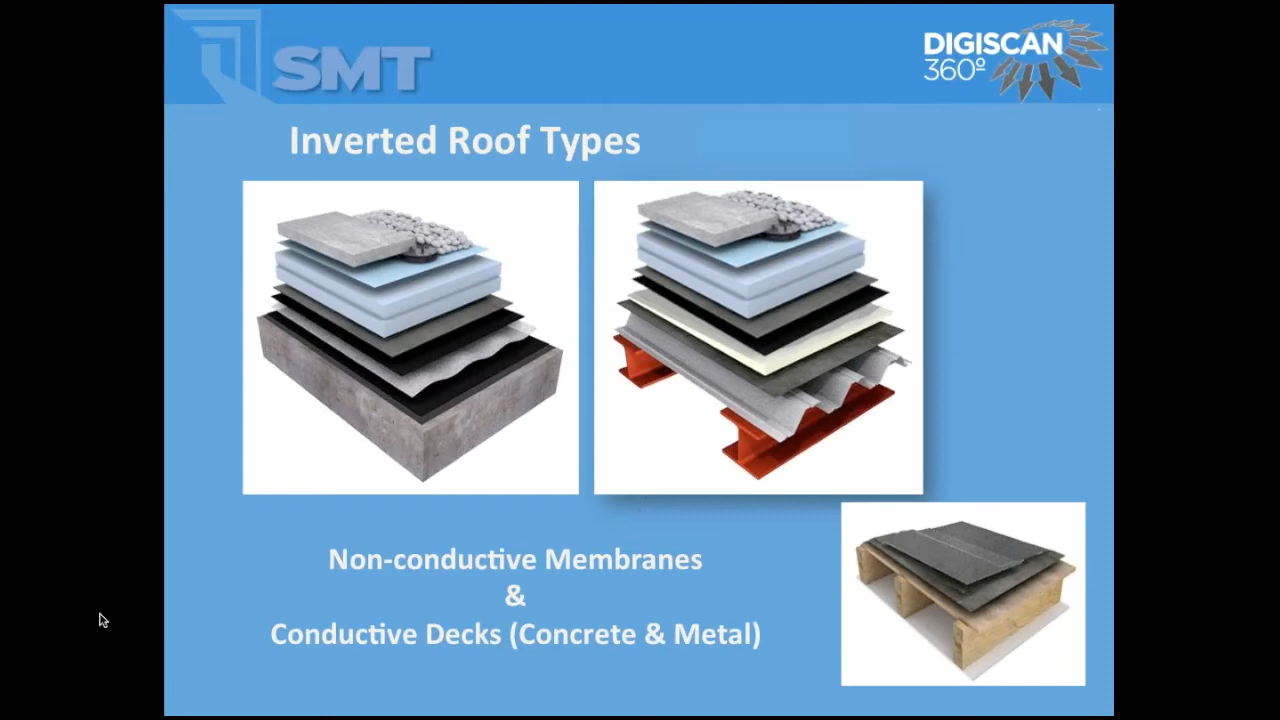 SMT
DIGISCAN
360º
Inverted Roof Types
Non-conductive Membranes
&
Conductive Decks (Concrete & Metal)